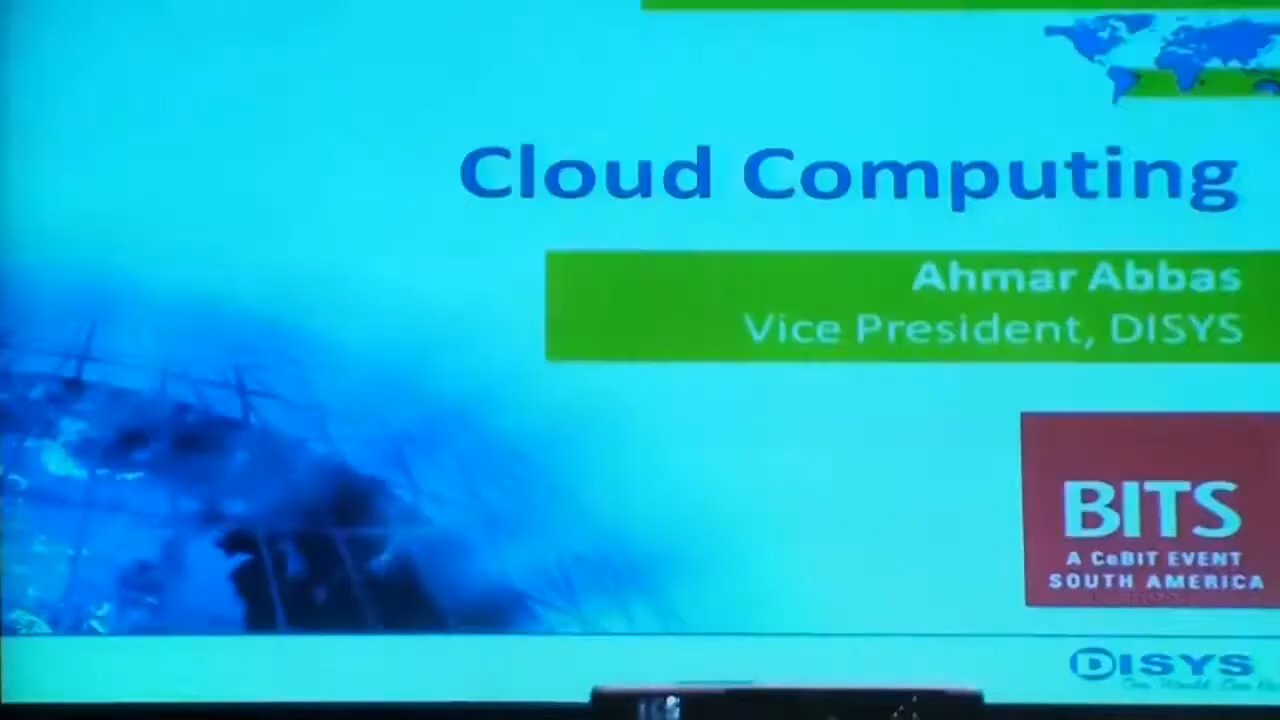 Cloud Computing
Ahmar Abbas
Vice President, DISYS
BITS
A CeBIT EVENT
SOUTH AMERICA
DISYS